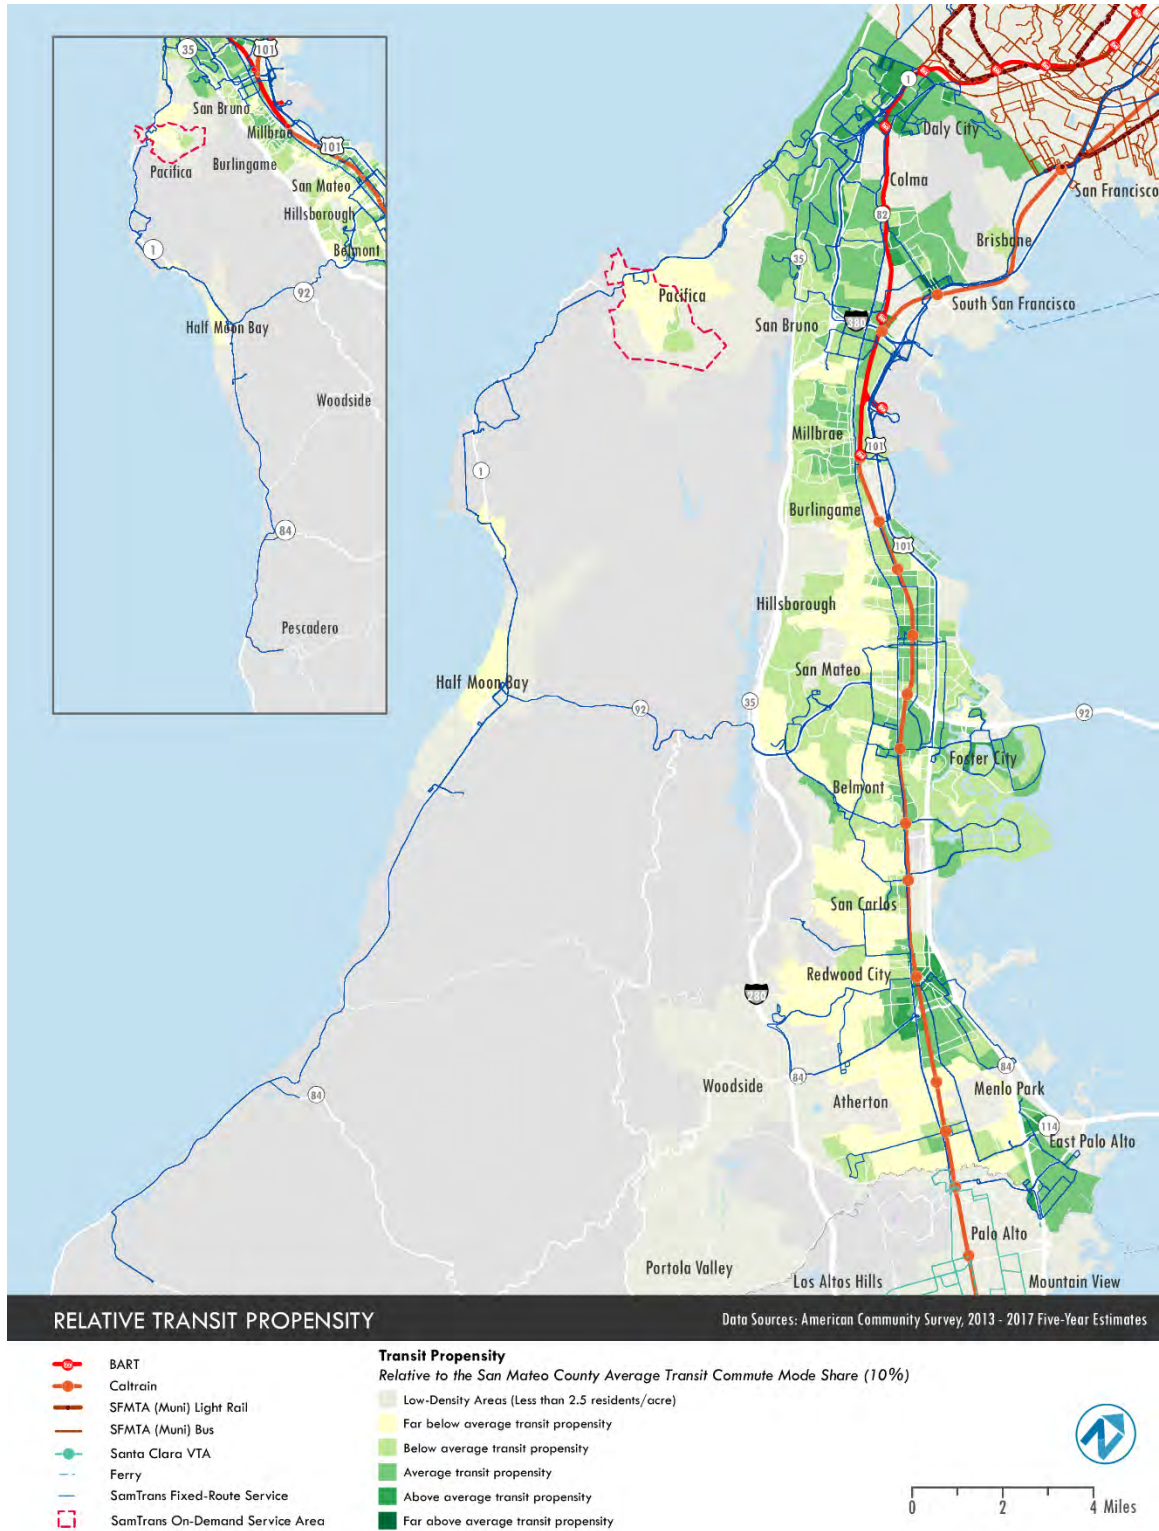 35
101
San Bruno
Millbrae
101
Pacifica
Burlingame
San Mateo
Hillsborough
Belmont
1
92
Half Moon Bay
Woodside
84
Pescadero
1
Daly City
Colma
San Francisco
82
Brisbane
35
Pacifica
South San Francisco
San Bruno
380
Millbrae
101
1
Burlingame
101
Hillsborough
San Mateo
Half Moon Bay
35
92
92
Foster City
Belmont
San Carlos
Redwood City
280
84
Woodside
84
Menlo Park
84
Atherton
114
East Palo Alto
Palo Alto
Portola Valley
Los Altos Hills
Mountain View
RELATIVE TRANSIT PROPENSITY
Data Sources: American Community Survey, 2013 - 2017 Five-Year Estimates
BART
Caltrain
SFMTA (Muni) Light Rail
SFMTA (Muni) Bus
Santa Clara VTA
Ferry
SamTrans Fixed-Route Service
SamTrans On-Demand Service Area
Transit Propensity
Relative to the San Mateo County Average Transit Commute Mode Share (10%)
Low-Density Areas (Less than 2.5 residents/acre)
Far below average transit propensity
Below average transit propensity
Average transit propensity
Above average transit propensity
Far above average transit propensity
0 2 4 Miles